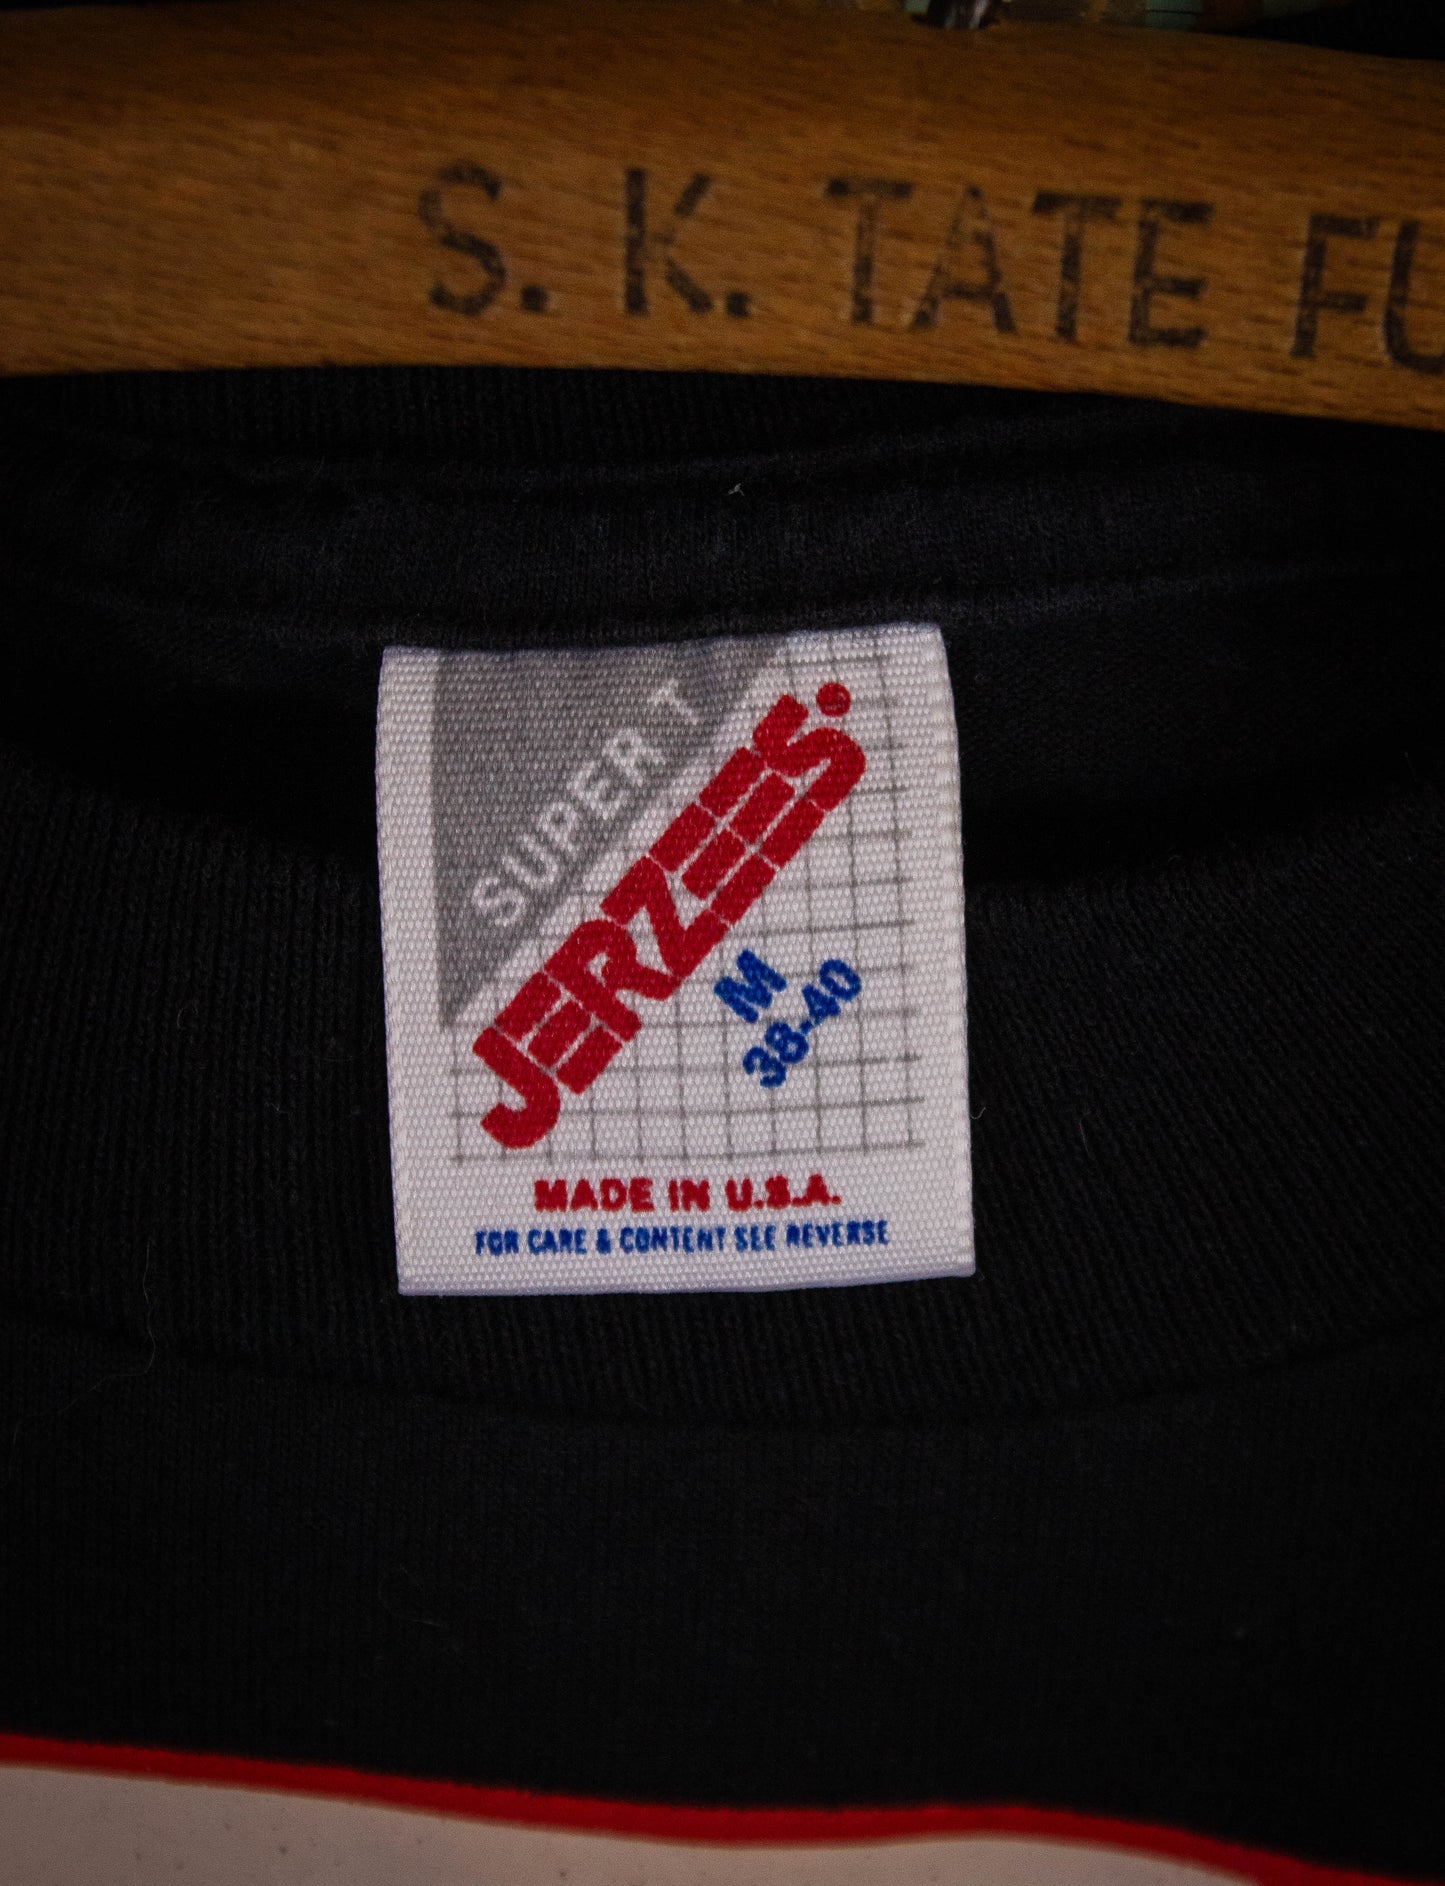 S. K. TATE FU
SUPER T
JERZEES®
M
38-40
MADE IN U.S.A.
FOR CARE & CONTENT SEE REVERSE